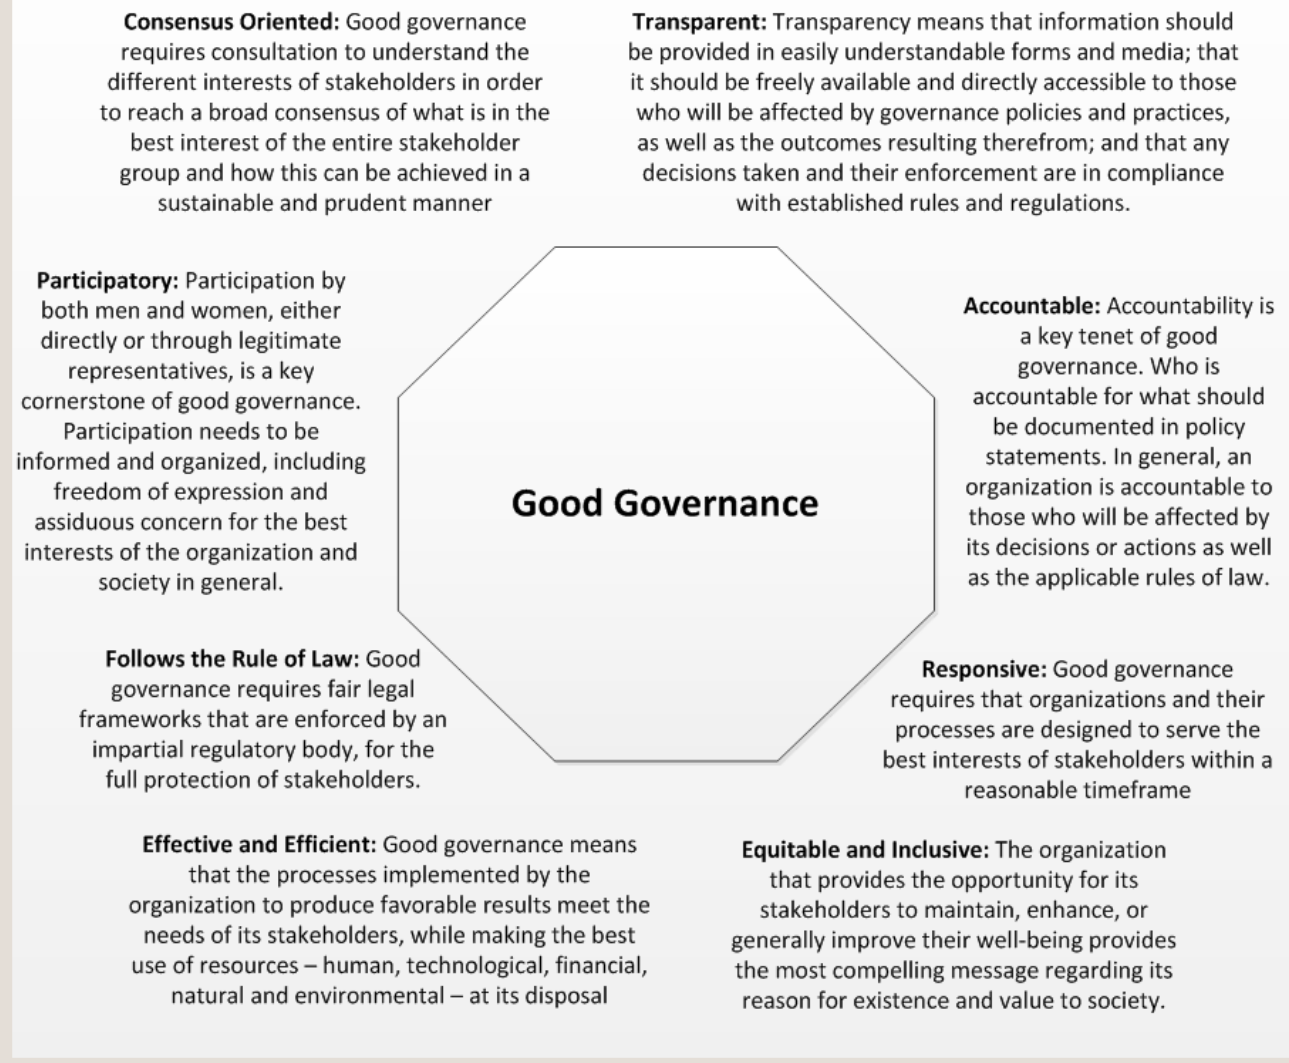 Consensus Oriented: Good governance
requires consultation to understand the
different interests of stakeholders in order
to reach a broad consensus of what is in the
best interest of the entire stakeholder
group and how this can be achieved in a
sustainable and prudent manner
Transparent: Transparency means that information should
be provided in easily understandable forms and media; that
it should be freely available and directly accessible to those
who will be affected by governance policies and practices,
as well as the outcomes resulting therefrom; and that any
decisions taken and their enforcement are in compliance
with established rules and regulations.
Participatory: Participation by
both men and women, either
directly or through legitimate
representatives, is a key
cornerstone of good governance.
Participation needs to be
informed and organized, including
freedom of expression and
assiduous concern for the best
interests of the organization and
society in general.
Good Governance
Accountable: Accountability is
a key tenet of good
governance. Who is
accountable for what should
be documented in policy
statements. In general, an
organization is accountable to
those who will be affected by
its decisions or actions as well
as the applicable rules of law.
Follows the Rule of Law: Good
governance requires fair legal
frameworks that are enforced by an
impartial regulatory body, for the
full protection of stakeholders.
Responsive: Good governance
requires that organizations and their
processes are designed to serve the
best interests of stakeholders within a
reasonable timeframe
Effective and Efficient: Good governance means
that the processes implemented by the
organization to produce favorable results meet the
needs of its stakeholders, while making the best
use of resources – human, technological, financial,
natural and environmental – at its disposal
Equitable and Inclusive: The organization
that provides the opportunity for its
stakeholders to maintain, enhance, or
generally improve their well-being provides
the most compelling message regarding its
reason for existence and value to society.